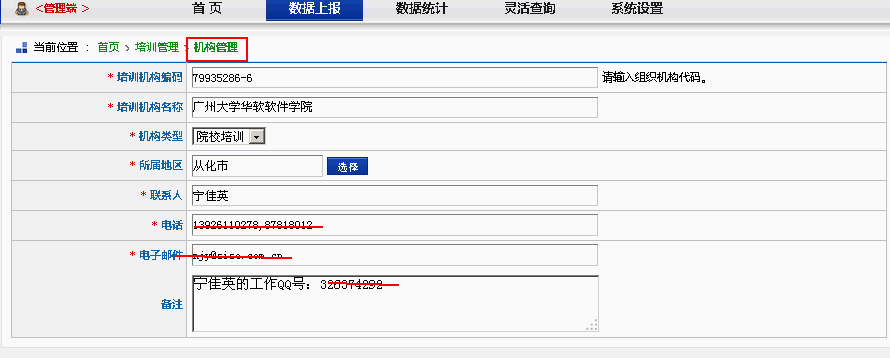 <管理端 > 首 页 数据上报 数据统计 灵活查询 系统设置
当前位置 ： 首页 > 培训管理 > 机构管理
* 培训机构编码 79935286-6 请输入组织机构代码。
* 培训机构名称 广州大学华软软件学院
* 机构类型 院校培训
* 所属地区 从化市 选择
* 联系人 宁佳英
* 电话 13926110278,87818012
* 电子邮件
备注 宁佳英的工作QQ号：